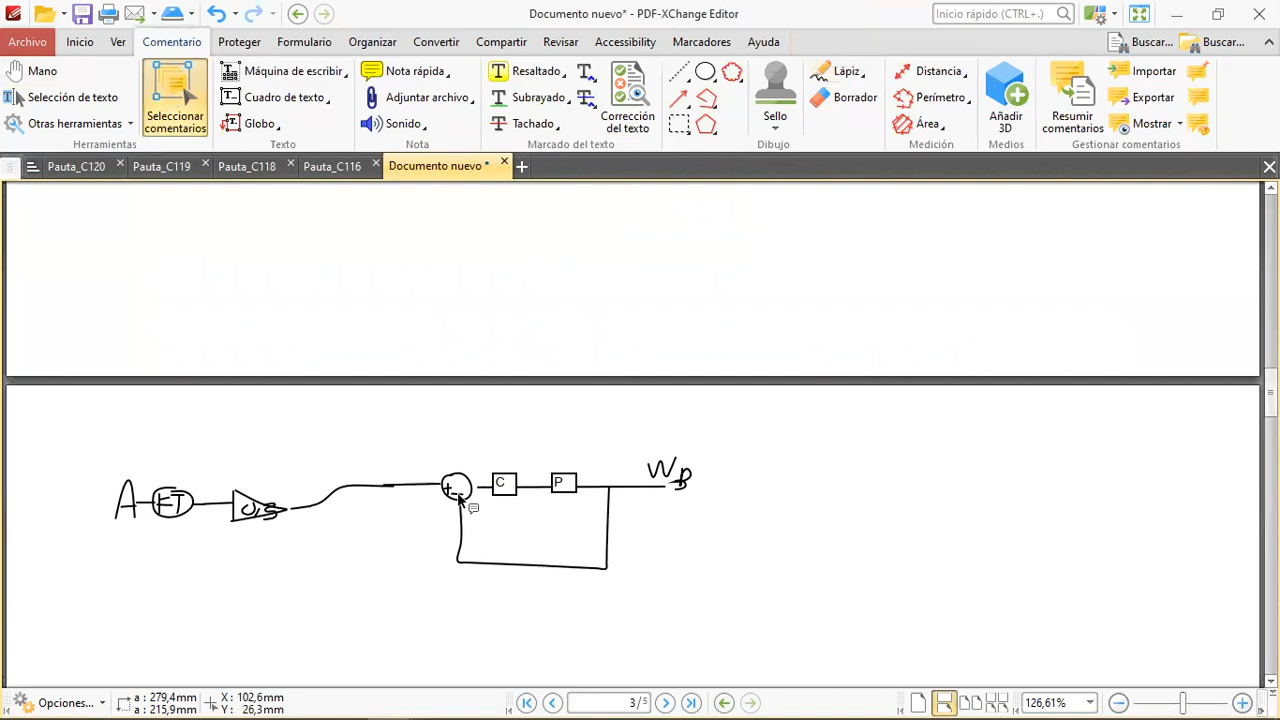 Documento nuevo* - PDF-XChange Editor
Inicio rápido (CTRL+.)
Archivo Inicio Ver Comentario Proteger Formulario Organizar Convertir Compartir Revisar Accessibility Marcadores Ayuda Buscar... Buscar...
Mano
Selección de texto
Otras herramientas
Herramientas
Seleccionar comentarios
Máquina de escribir
Cuadro de texto
Globo
Texto
Nota rápida
Adjuntar archivo
Sonido
Nota
Resaltado
Subrayado
Tachado
Corrección del texto
Marcado del texto
Sello
Lápiz
Borrador
Dibujo
Distancia
Perímetro
Área
Medición
Añadir 3D
Medios
Resumir comentarios
Importar
Exportar
Mostrar
Gestionar comentarios
Pauta_C120 Pauta_C119 Pauta_C118 Pauta_C116 Documento nuevo *
A
+ -
C
P
WB
Opciones...
a : 279,4mm
a : 215,9mm
X : 102,6mm
Y : 26,3mm
3 / 5
126,61%